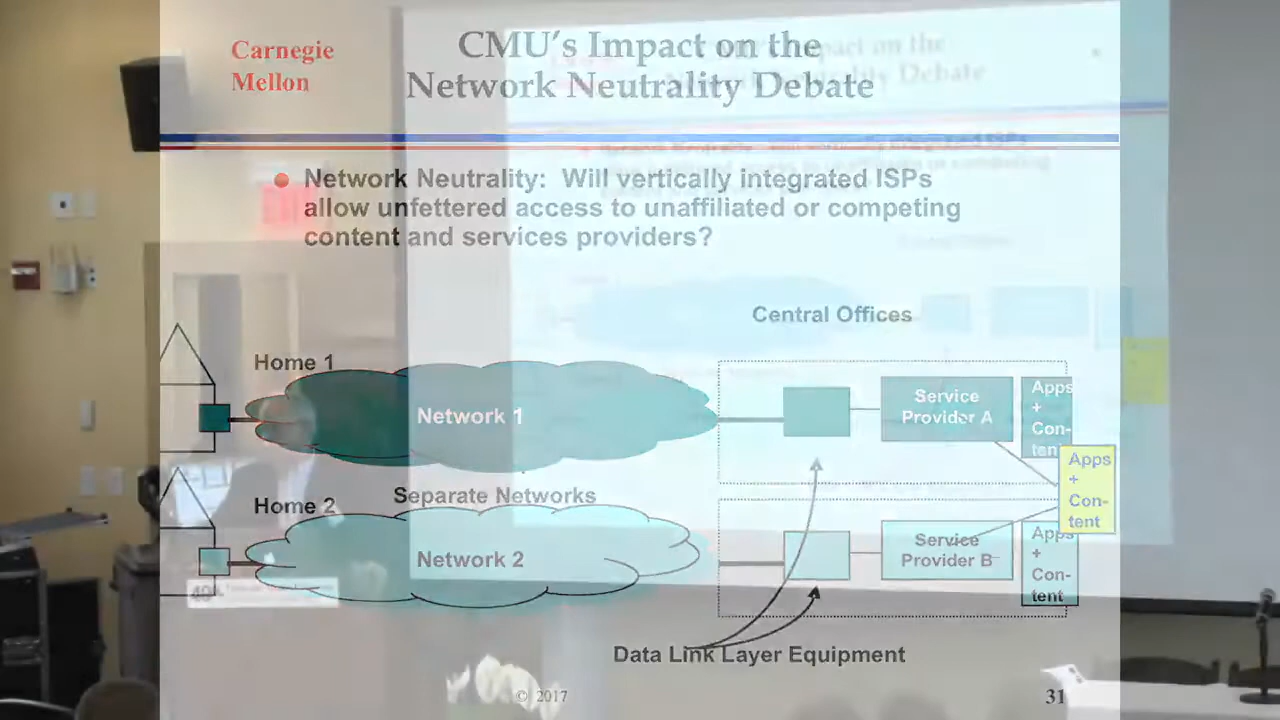 Carnegie
Mellon
CMU's Impact on the
Network Neutrality Debate
Network Neutrality: Will vertically integrated ISPs
allow unfettered access to unaffiliated or competing
content and services providers?
Central Offices
Home 1
Network 1
Service
Provider A
Apps
+
Con-
tent
Apps
+
Con-
tent
Home 2
Separate Networks
Network 2
Service
Provider B
Apps
+
Con-
tent
Data Link Layer Equipment
© 2017
31